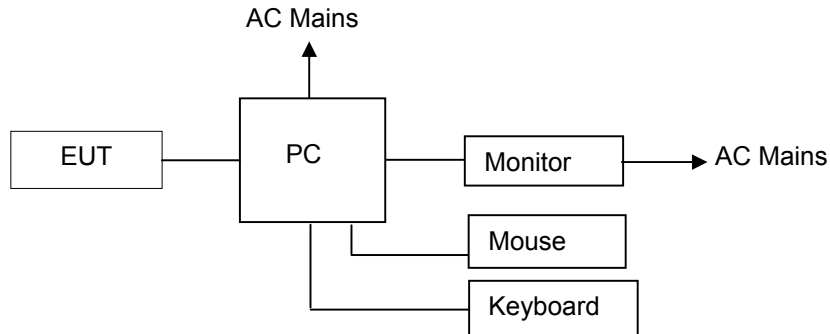 AC Mains
EUT
PC
Monitor
AC Mains
Mouse
Keyboard